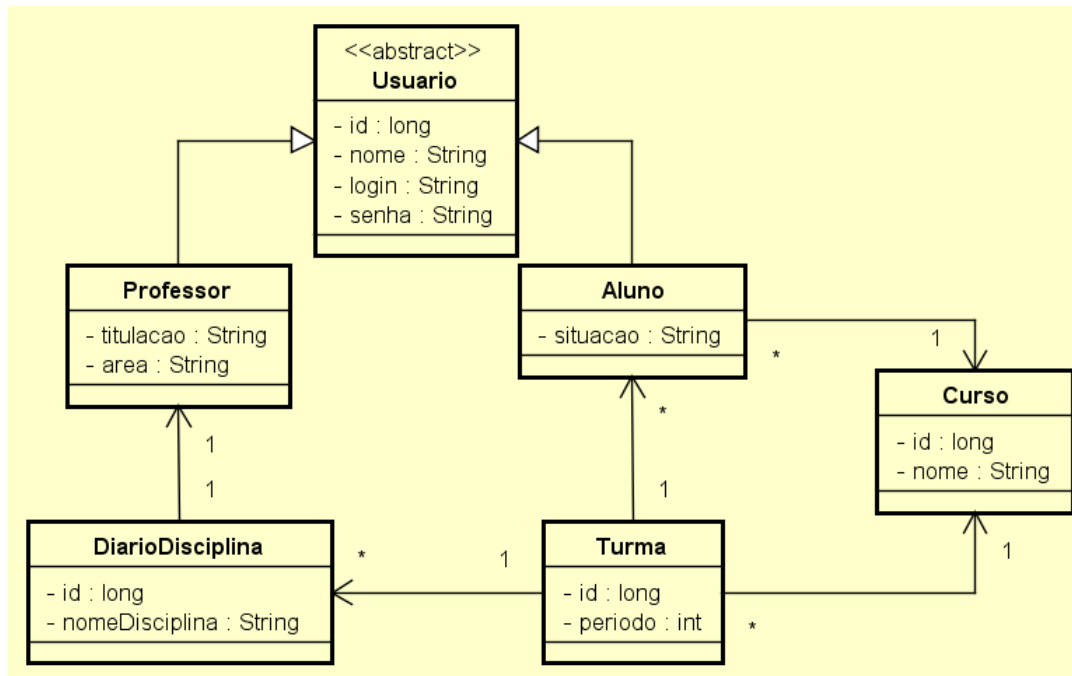 <<abstract>>
Usuario
- id : long
- nome : String
- login : String
- senha : String
Professor
- titulacao : String
- area : String
Aluno
- situacao : String
*
1
Curso
- id : long
- nome : String
1
1
*
1
DiarioDisciplina
- id : long
- nomeDisciplina : String
*
1
Turma
- id : long
- periodo : int
*
1